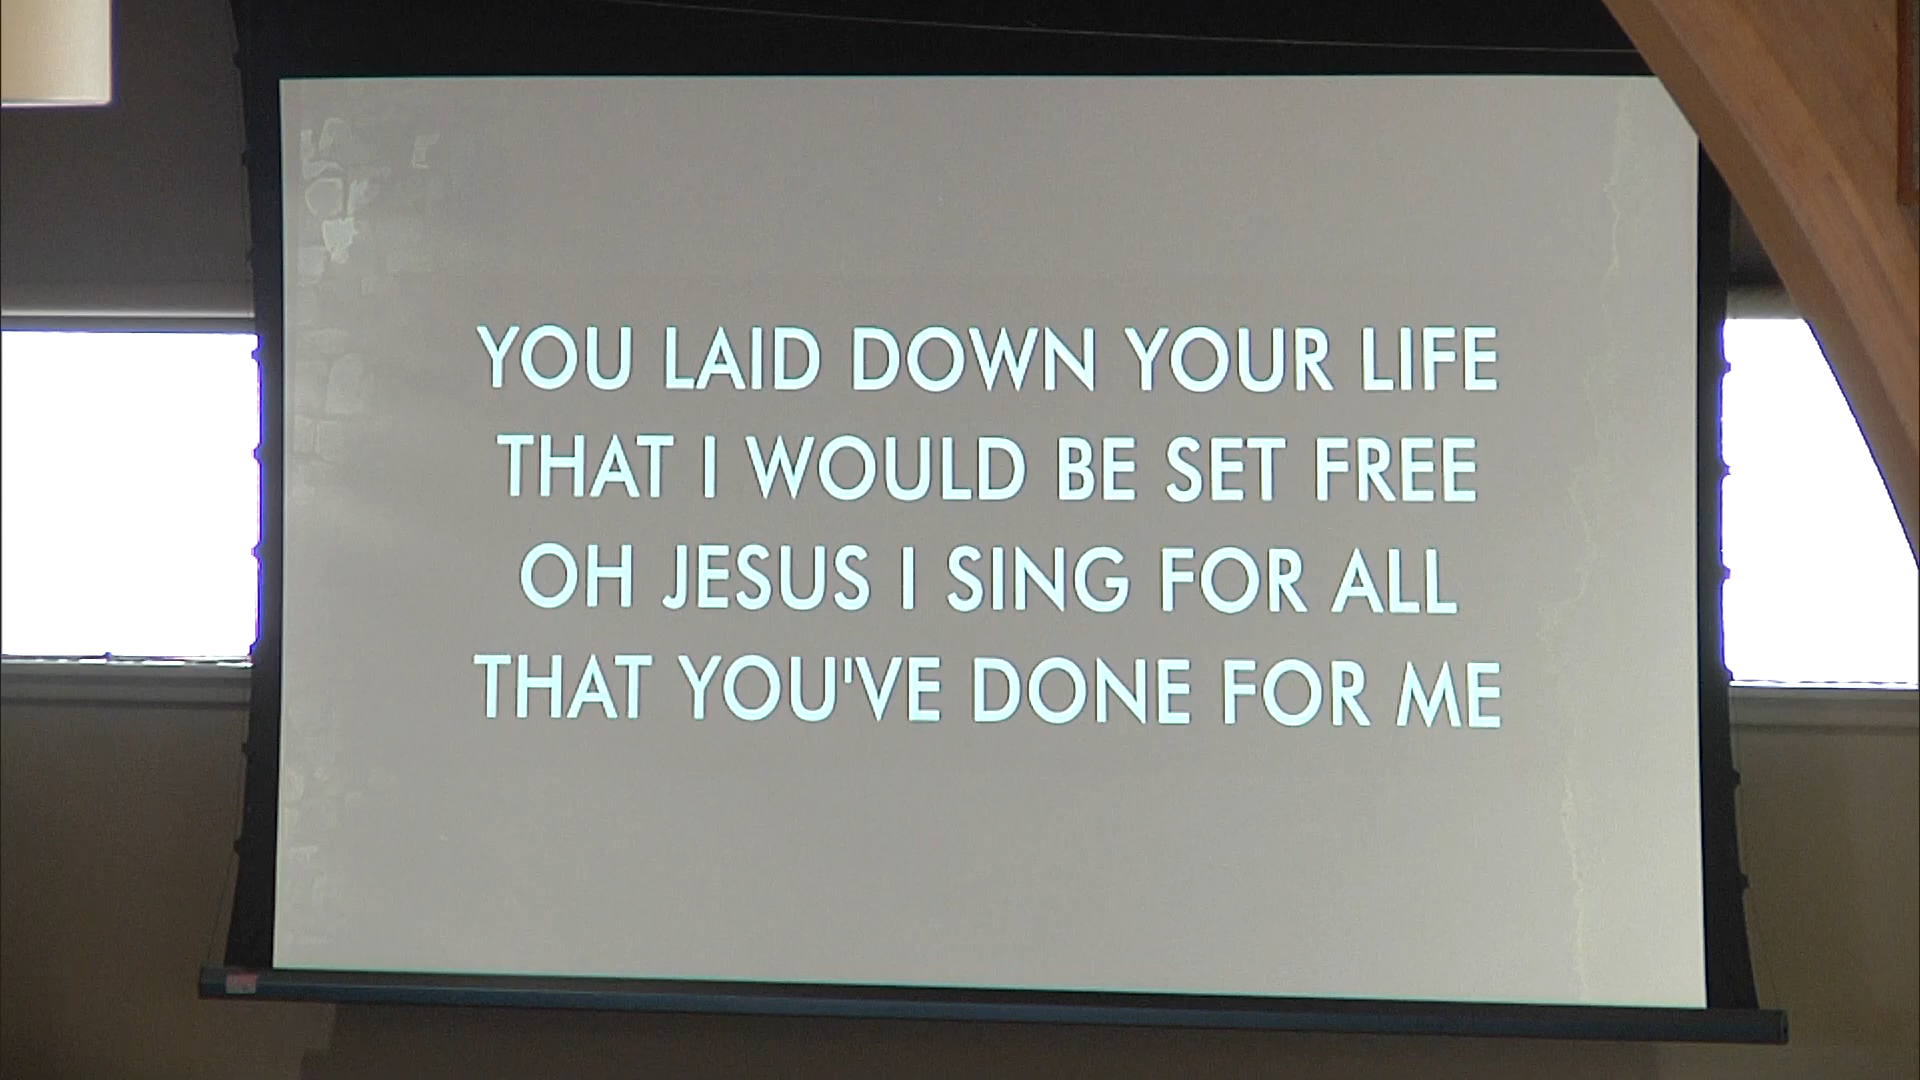 YOU LAID DOWN YOUR LIFE
THAT I WOULD BE SET FREE
OH JESUS I SING FOR ALL
THAT YOU'VE DONE FOR ME